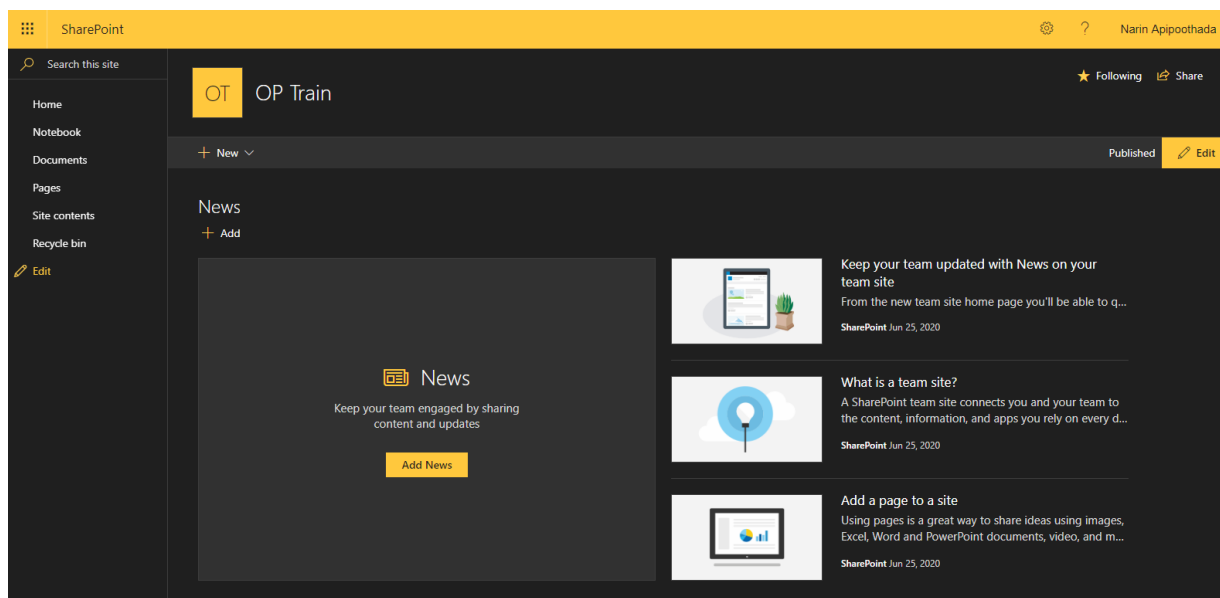 SharePoint
?
Narin Apipoothada
Search this site
Home
Notebook
Documents
Pages
Site contents
Recycle bin
Edit
OT
OP Train
Following
Share
New
Published
Edit
News
Add
News
Keep your team engaged by sharing
content and updates
Add News
Keep your team updated with News on your
team site
From the new team site home page you'll be able to q...
SharePoint Jun 25, 2020
What is a team site?
A SharePoint team site connects you and your team to
the content, information, and apps you rely on every d...
SharePoint Jun 25, 2020
Add a page to a site
Using pages is a great way to share ideas using images,
Excel, Word and PowerPoint documents, video, and m...
SharePoint Jun 25, 2020